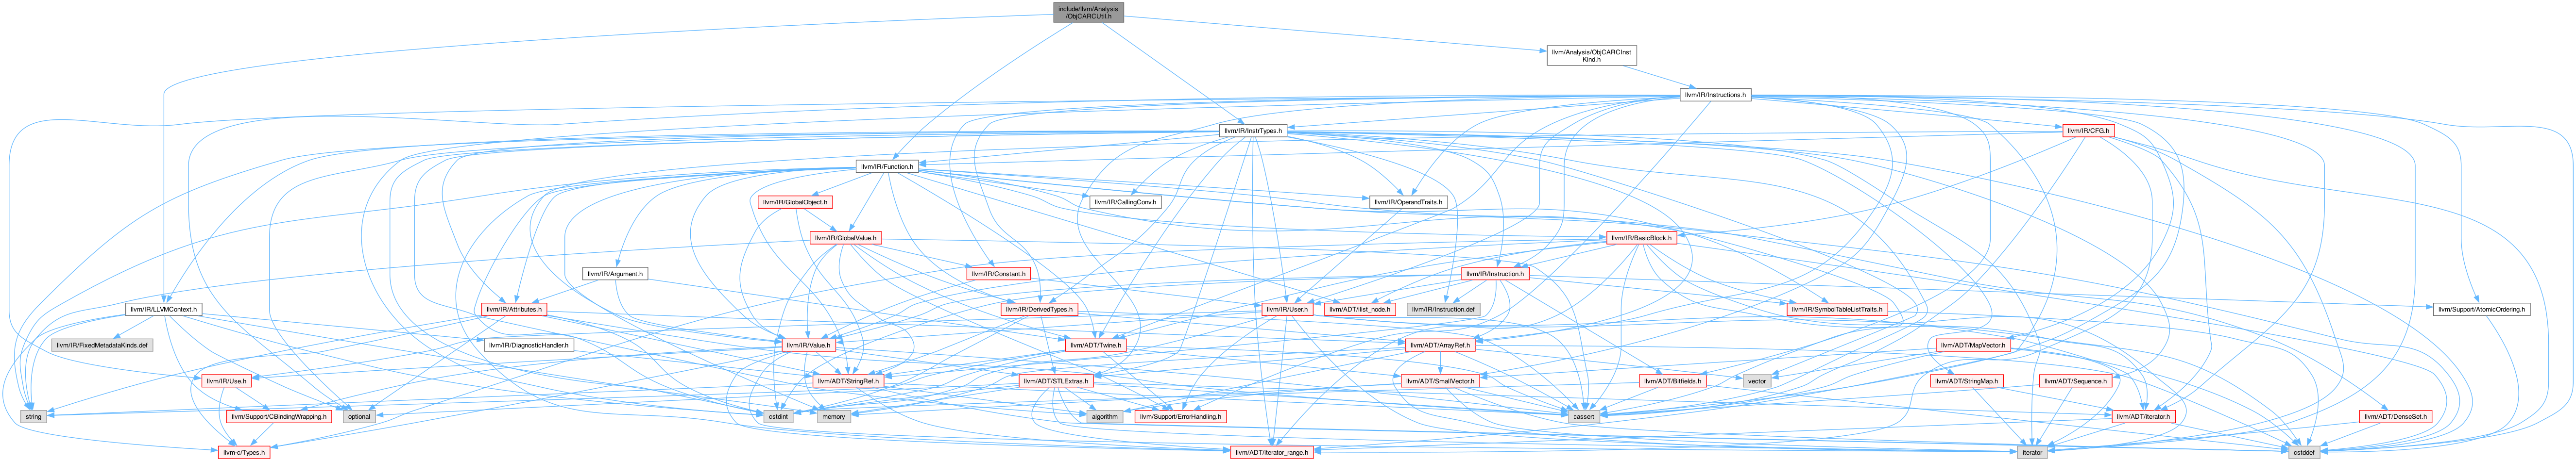 include/llvm/Analysis
/ObjCARCUtil.h
llvm/Analysis/ObjCARCInst
Kind.h
llvm/IR/Instructions.h
llvm/IR/InstrTypes.h
llvm/IR/CFG.h
llvm/IR/Function.h
llvm/IR/GlobalObject.h
llvm/IR/CallingConv.h
llvm/IR/OperandTraits.h
llvm/IR/GlobalValue.h
llvm/IR/BasicBlock.h
llvm/IR/Argument.h
llvm/IR/Constant.h
llvm/IR/Instruction.h
llvm/IR/LLVMContext.h
llvm/IR/Attributes.h
llvm/IR/DerivedTypes.h
llvm/IR/User.h
llvm/ADT/ilist_node.h
llvm/IR/Instruction.def
llvm/IR/SymbolTableListTraits.h
llvm/Support/AtomicOrdering.h
llvm/IR/FixedMetadataKinds.def
llvm/IR/DiagnosticHandler.h
llvm/IR/Value.h
llvm/ADT/Twine.h
llvm/ADT/ArrayRef.h
llvm/ADT/MapVector.h
llvm/IR/Use.h
llvm/ADT/StringRef.h
llvm/ADT/STLExtras.h
llvm/ADT/SmallVector.h
llvm/ADT/Bitfields.h
vector
llvm/ADT/StringMap.h
llvm/ADT/Sequence.h
string
llvm/Support/CBindingWrapping.h
optional
cstdint
memory
algorithm
llvm/Support/ErrorHandling.h
cassert
llvm/ADT/iterator.h
llvm/ADT/DenseSet.h
llvm-c/Types.h
llvm/ADT/iterator_range.h
iterator
cstddef